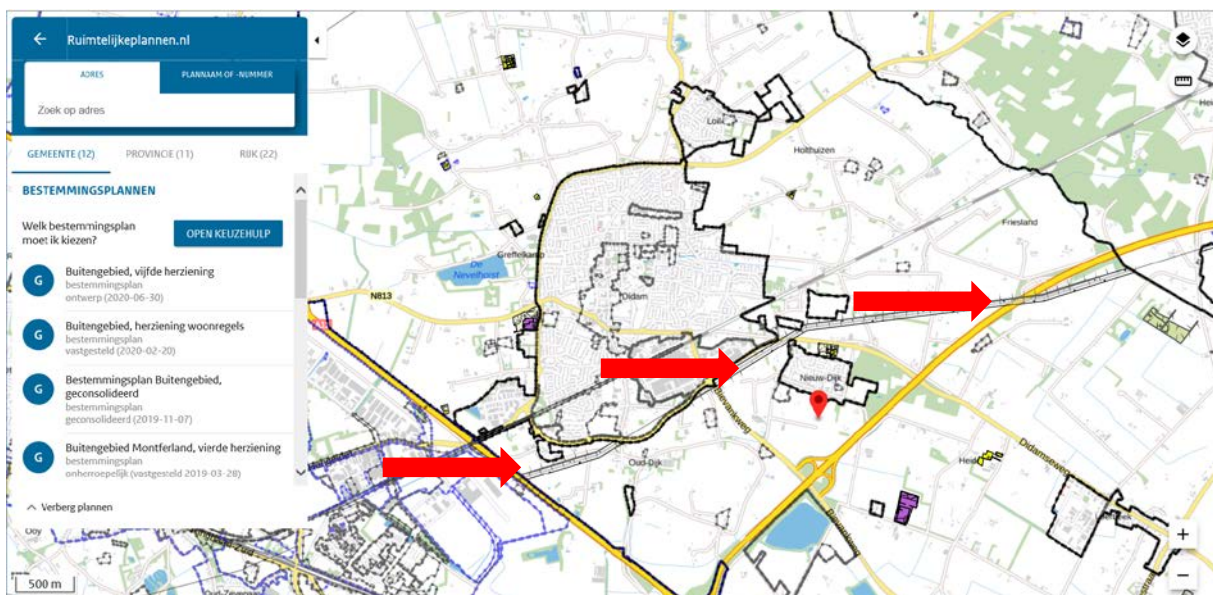 Ruimtelijkeplannen.nl
ADRES
PLANNAAM OF -NUMMER
Zoek op adres
GEMEENTE (12)
PROVINCIE (11)
RIJK (22)
BESTEMMINGSPLANNEN
Welk bestemmingsplan
moet ik kiezen?
OPEN KEUZEHULP
G
Buitengebied, vijfde herziening
bestemmingsplan
ontwerp (2020-06-30)
G
Buitengebied, herziening woonregels
bestemmingsplan
vastgesteld (2020-02-20)
G
Bestemmingsplan Buitengebied,
geconsolideerd
bestemmingsplan
geconsolideerd (2019-11-07)
G
Buitengebied Montferland, vierde herziening
bestemmingsplan
onherroepelijk (vastgesteld 2019-03-28)
Verberg plannen
500 m
Holthuizen
Friesland
Greffelkamp
De
Nevelhorst
N813
Didam
Nieuw-Dijk
Oud-Dijk
Didamseweg
+
−